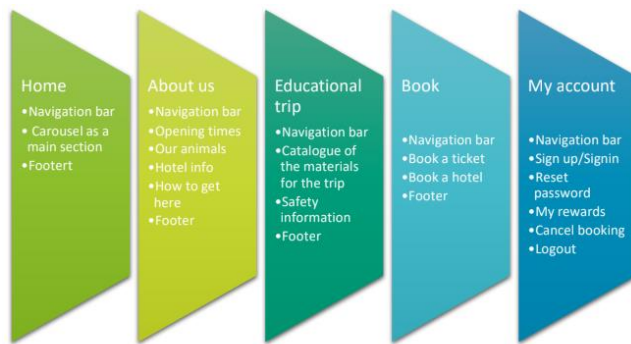 Home
•Navigation bar
• Carousel as a
main section
•Footert
About us
•Navigation bar
•Opening times
•Our animals
•Hotel info
•How to get
here
•Footer
Educational
trip
•Navigation bar
•Catalogue of
the materials
for the trip
•Safety
information
•Footer
Book
•Navigation bar
•Book a ticket
•Book a hotel
•Footer
My account
•Navigation bar
•Sign up/Signin
•Reset
password
•My rewards
•Cancel booking
•Logout